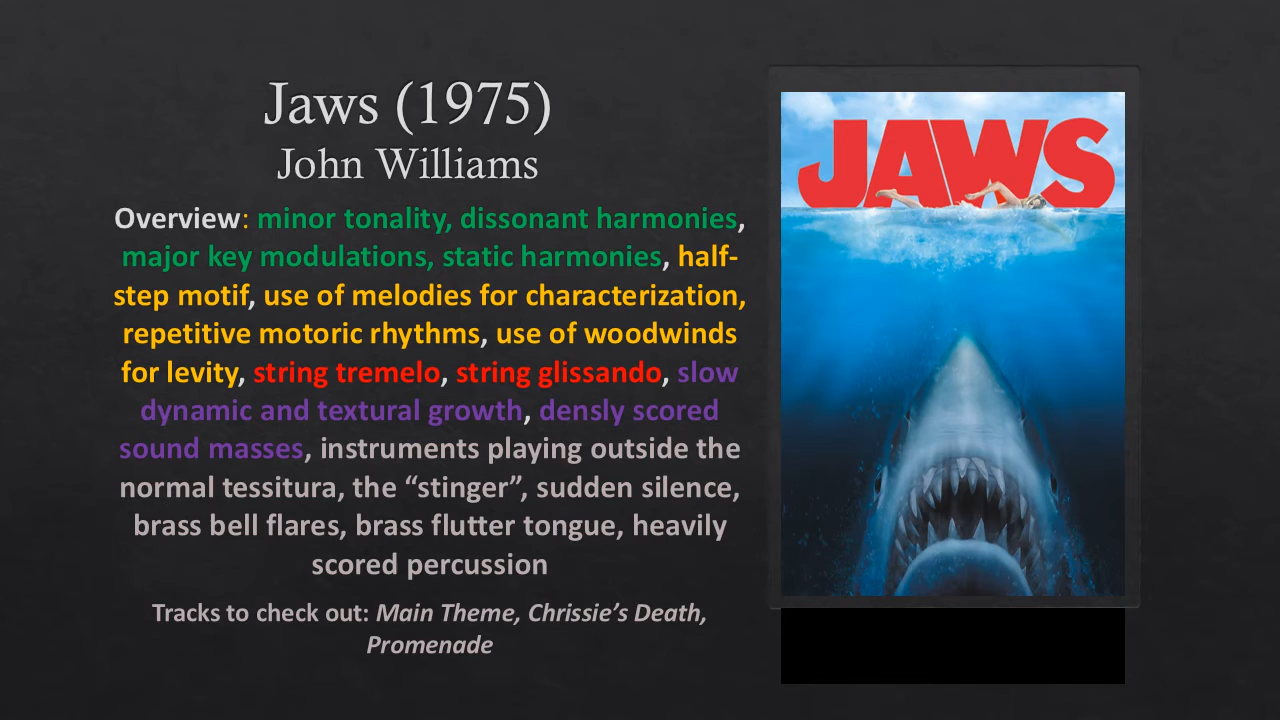 Jaws (1975)
John Williams
Overview: minor tonality, dissonant harmonies,
major key modulations, static harmonies, half-
step motif, use of melodies for characterization,
repetitive motoric rhythms, use of woodwinds
for levity, string tremelo, string glissando, slow
dynamic and textural growth, densly scored
sound masses, instruments playing outside the
normal tessitura, the “stinger”, sudden silence,
brass bell flares, brass flutter tongue, heavily
scored percussion
Tracks to check out: Main Theme, Chrissie’s Death,
Promenade
JAWS